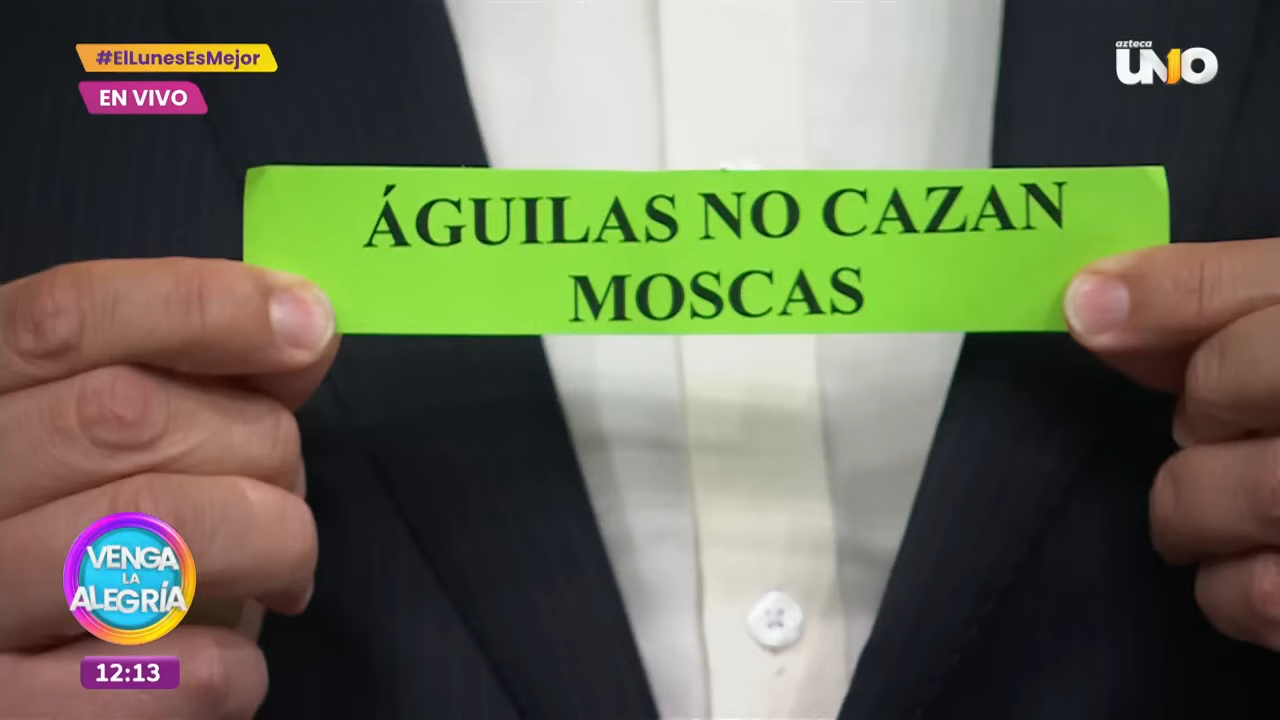 #ElLunesEsMejor
EN VIVO
azteca
UNO
ÁGUILAS NO CAZAN
MOSCAS
VENGA
LA
ALEGRÍA
12:13